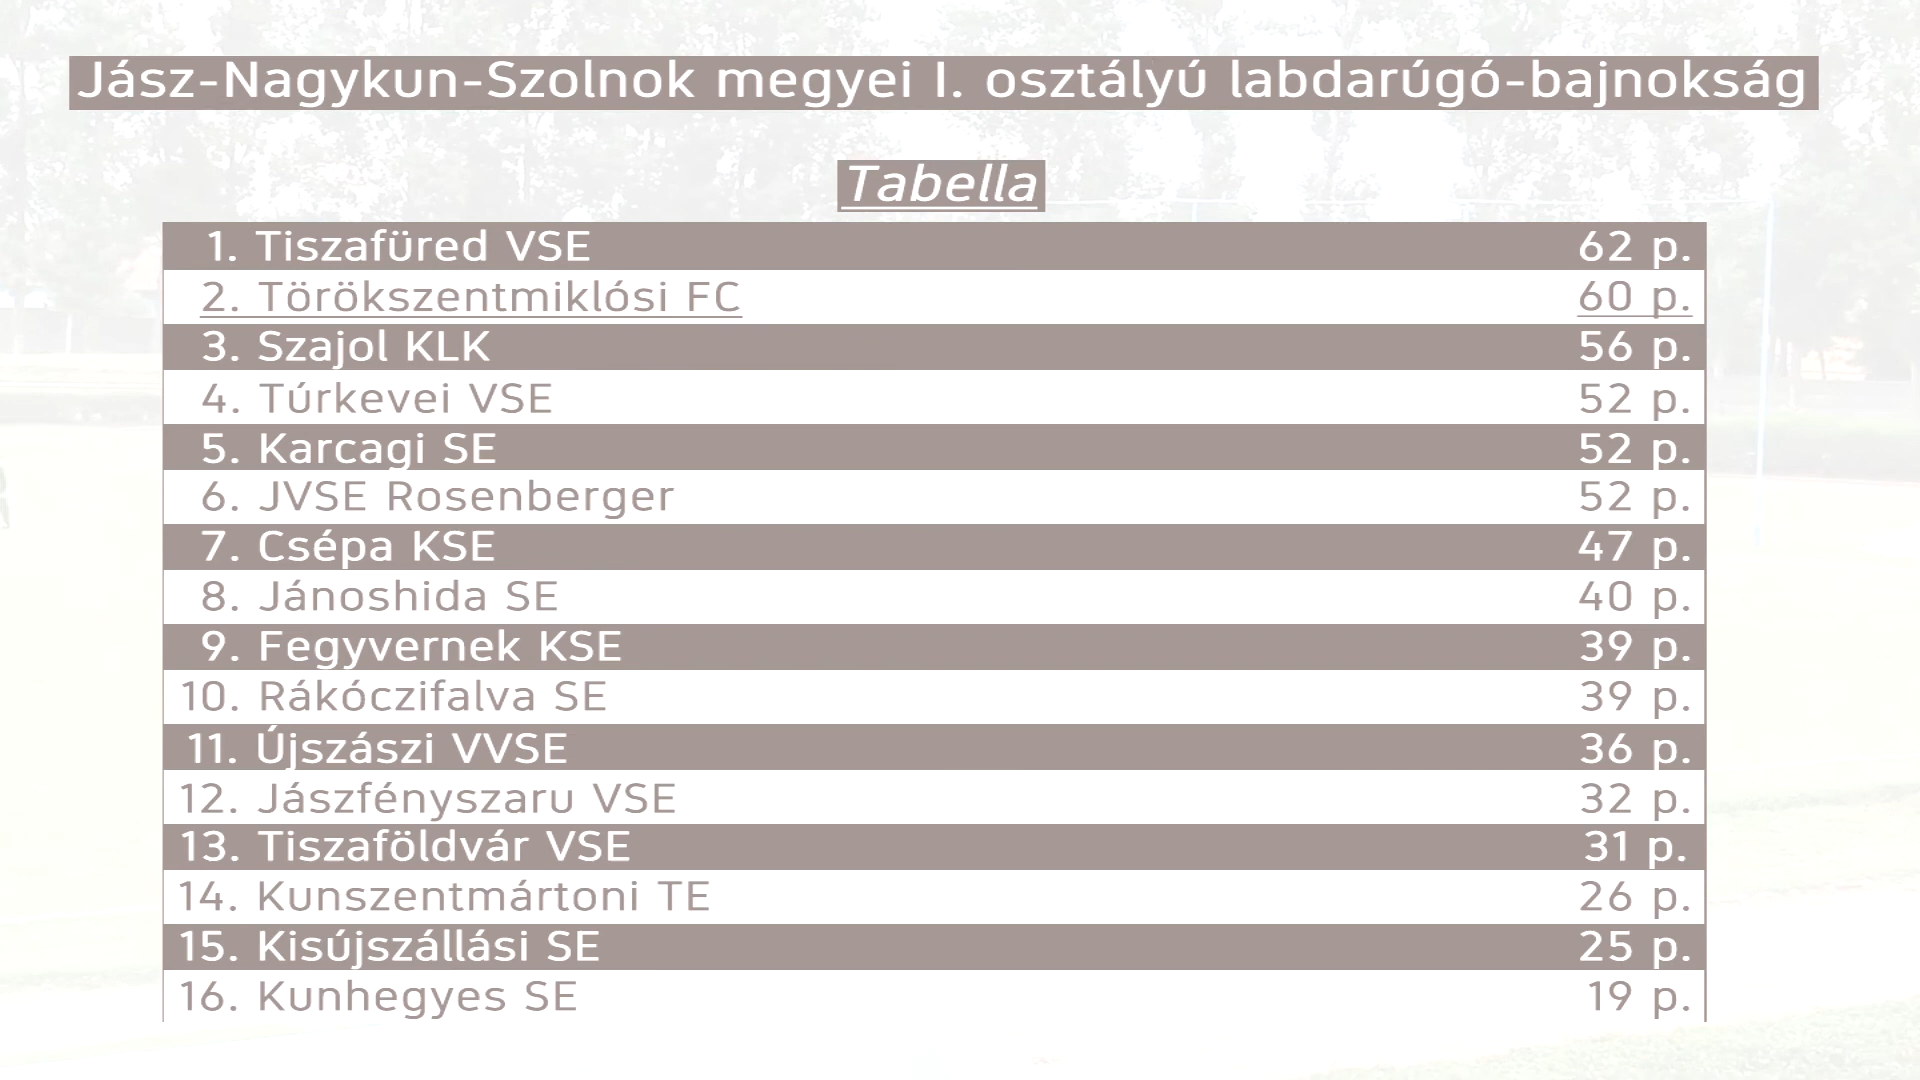 Jász-Nagykun-Szolnok megyei I. osztályú labdarúgó-bajnokság
Tabella
1. Tiszafüred VSE 62 p.
2. Törökszentmiklósi FC 60 p.
3. Szajol KLK 56 p.
4. Túrkevei VSE 52 p.
5. Karcagi SE 52 p.
6. JVSE Rosenberger 52 p.
7. Csépa KSE 47 p.
8. Jánoshida SE 40 p.
9. Fegyvernek KSE 39 p.
10. Rákóczifalva SE 39 p.
11. Újszászi VVSE 36 p.
12. Jászfényszaru VSE 32 p.
13. Tiszaföldvár VSE 31 p.
14. Kunszentmártoni TE 26 p.
15. Kisújszállási SE 25 p.
16. Kunhegyes SE 19 p.